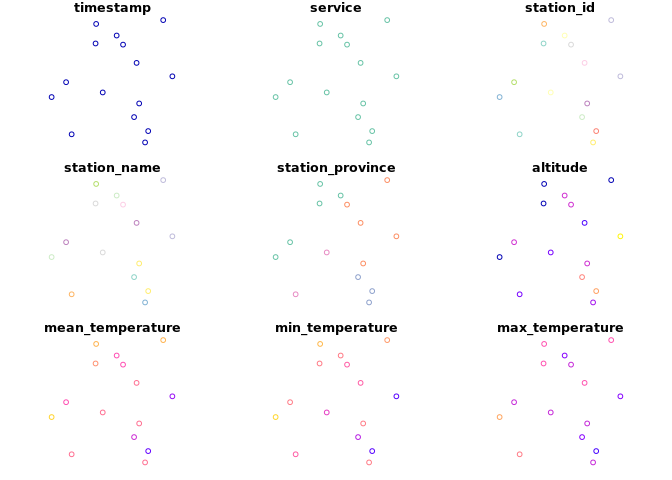 timestamp
service
station_id
station_name
station_province
altitude
mean_temperature
min_temperature
max_temperature